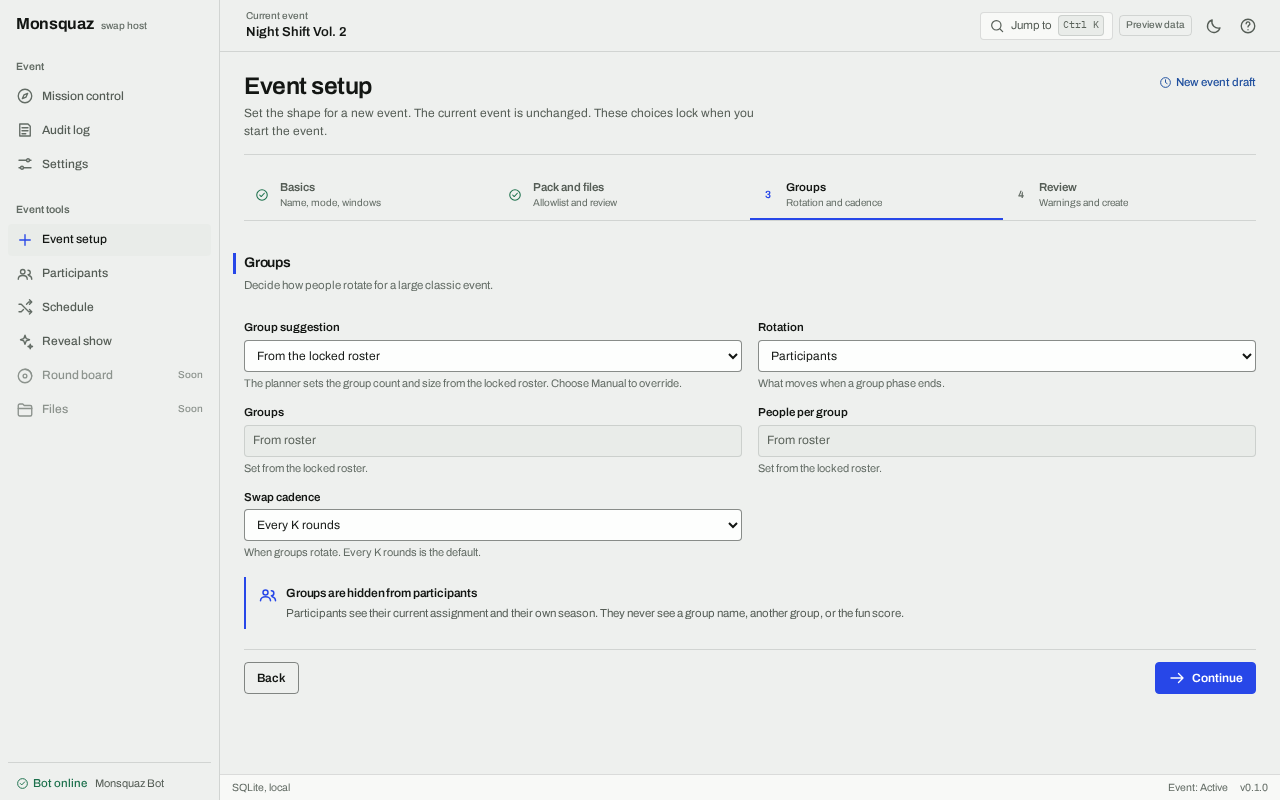 Monsquaz swap host
Event
Mission control
Audit log
Settings
Event tools
Event setup
Participants
Schedule
Reveal show
Round board Soon
Files Soon
Bot online Monsquaz Bot
Current event
Night Shift Vol. 2
Jump to Ctrl K
Preview data
Event setup
New event draft
Set the shape for a new event. The current event is unchanged. These choices lock when you
start the event.
Basics
Name, mode, windows
Pack and files
Allowlist and review
3 Groups
Rotation and cadence
4 Review
Warnings and create
Groups
Decide how people rotate for a large classic event.
Group suggestion
From the locked roster
The planner sets the group count and size from the locked roster. Choose Manual to override.
Rotation
Participants
What moves when a group phase ends.
Groups
From roster
Set from the locked roster.
People per group
From roster
Set from the locked roster.
Swap cadence
Every K rounds
When groups rotate. Every K rounds is the default.
Groups are hidden from participants
Participants see their current assignment and their own season. They never see a group name, another group, or the fun score.
Back
Continue
SQLite, local
Event: Active v0.1.0